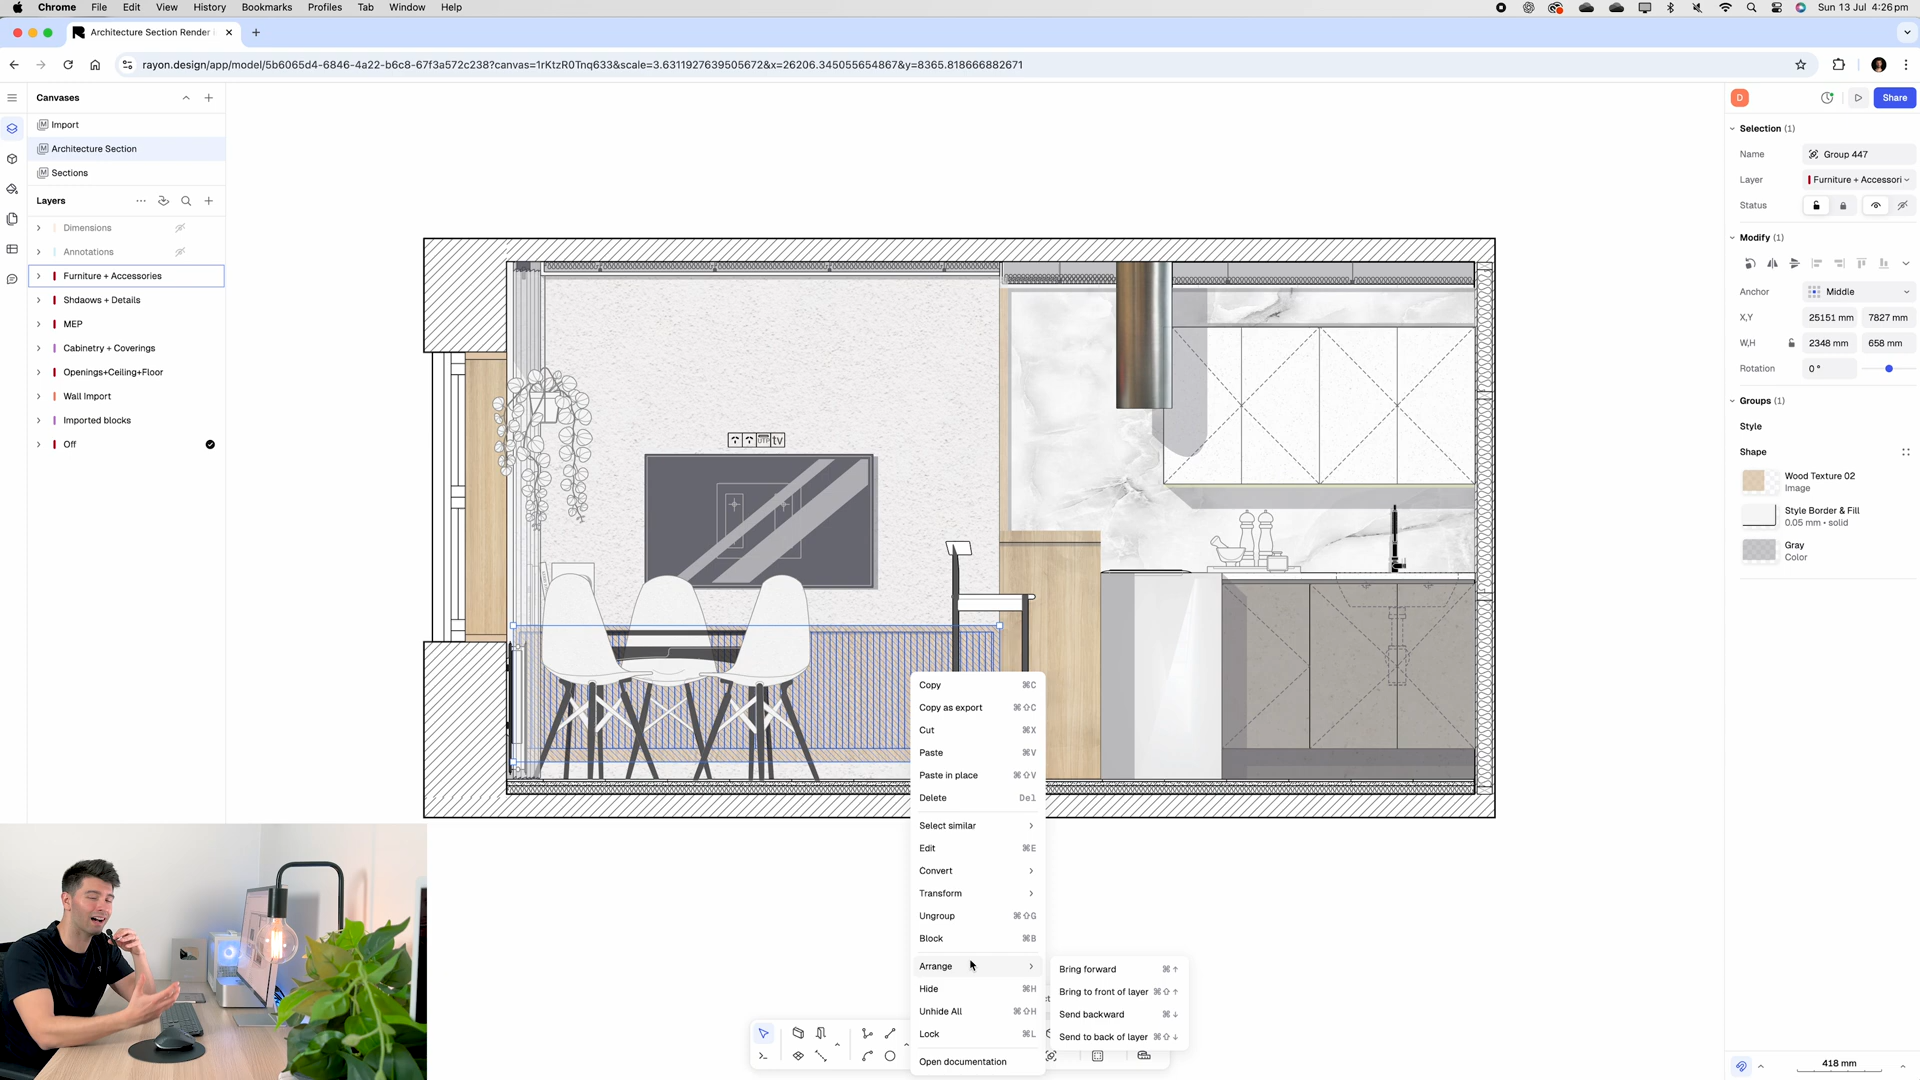 Chrome File Edit View History Bookmarks Profiles Tab Window Help
Sun 13 Jul 4:26pm
Architecture Section Render
rayon.design/app/model/5b6065d4-6846-4a22-b6c8-67f3a572c238?canvas=1rKtzR0Tnq633&scale=3.6311927639505672&x=26206.345055654867&y=8365.818666882671
Canvases
Import
Architecture Section
Sections
Layers
Dimensions
Annotations
Furniture + Accessories
Shdaows + Details
MEP
Cabinetry + Coverings
Openings+Ceiling+Floor
Wall Import
Imported blocks
Off
UTP
tv
Copy ⌘C
Copy as export ⌘⇧C
Cut ⌘X
Paste ⌘V
Paste in place ⌘⇧V
Delete Del
Select similar
Edit ⌘E
Convert
Transform
Ungroup ⌘⇧G
Block ⌘B
Arrange
Hide ⌘H
Unhide All ⌘⇧H
Lock ⌘L
Open documentation
Bring forward ⌘↑
Bring to front of layer ⌘⇧↑
Send backward ⌘↓
Send to back of layer ⌘⇧↓
D
Share
Selection (1)
Name Group 447
Layer Furniture + Accessori
Status
Modify (1)
Anchor Middle
X,Y 25151 mm 7827 mm
W,H 2348 mm 658 mm
Rotation 0 °
Groups (1)
Style
Shape
Wood Texture 02
Image
Style Border & Fill
0.05 mm • solid
Gray
Color
418 mm